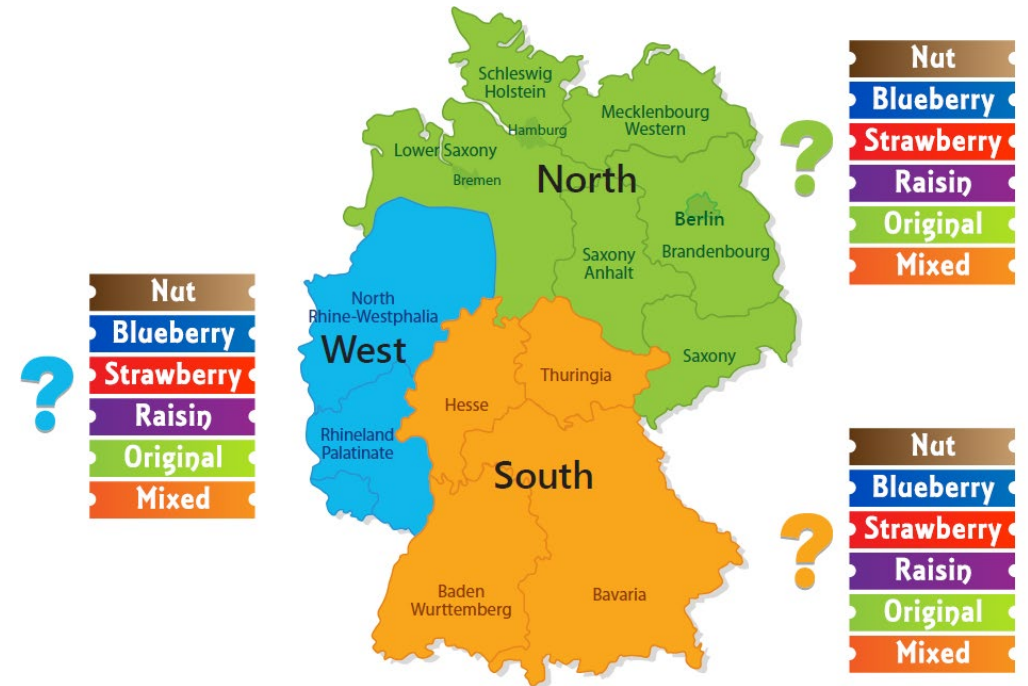 Schleswig
Holstein
Hamburg
Mecklenbourg
Western
Lower Saxony
Bremen
North
Berlin
Brandenbourg
Saxony
Anhalt
Saxony
North
Rhine-Westphalia
West
Rhineland
Palatinate
Hesse
Thuringia
South
Baden
Wurttemberg
Bavaria
?
Nut
Blueberry
Strawberry
Raisin
Original
Mixed
?
Nut
Blueberry
Strawberry
Raisin
Original
Mixed
?
Nut
Blueberry
Strawberry
Raisin
Original
Mixed